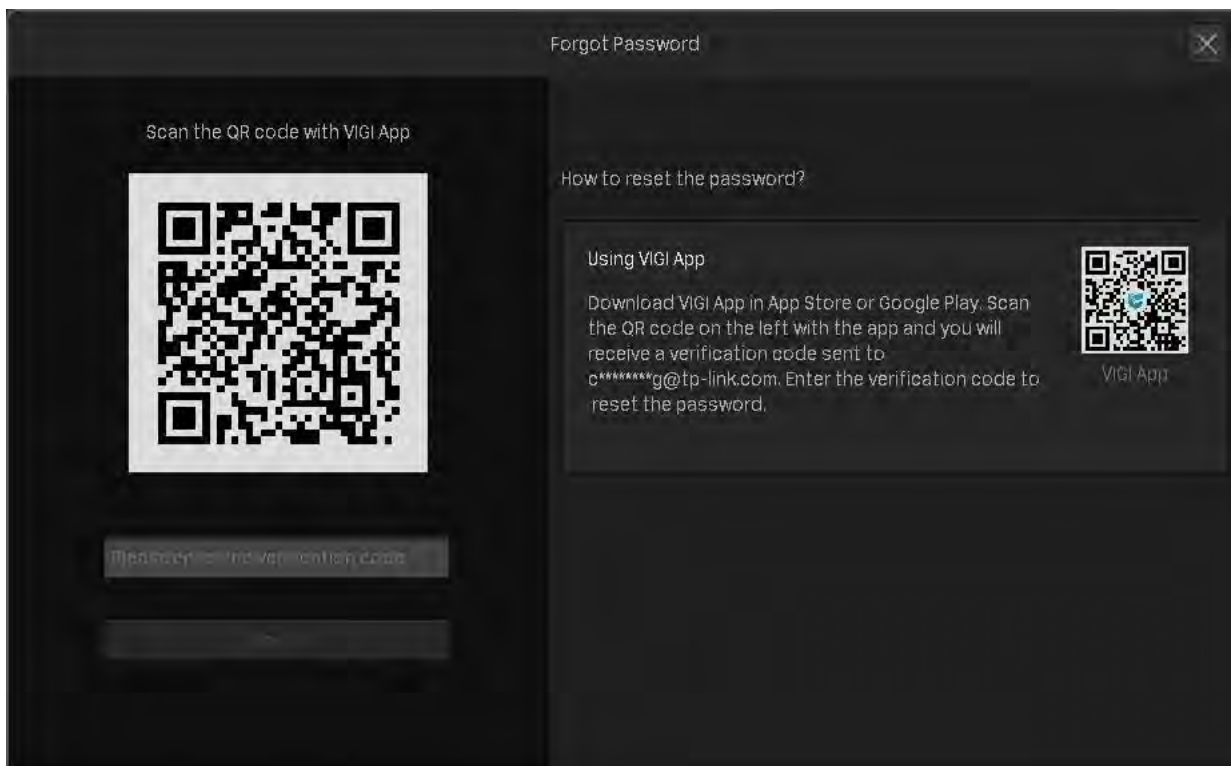 Forgot Password
Scan the QR code with VIGI App
How to reset the password?
Using VIGI App
Download VIGI App in App Store or Google Play. Scan
the QR code on the left with the app and you will
receive a verification code sent to
c********g@tp-link.com. Enter the verification code to
reset the password.
VIGI App
verification code